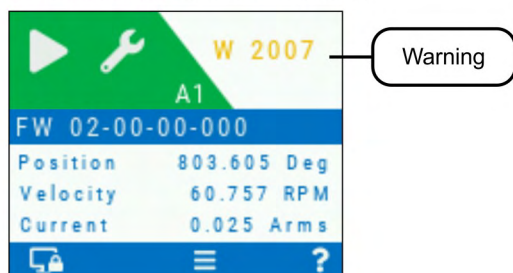 W 2007
Warning
A1
FW 02-00-00-000
Position 803.605 Deg
Velocity 60.757 RPM
Current 0.025 Arms
?